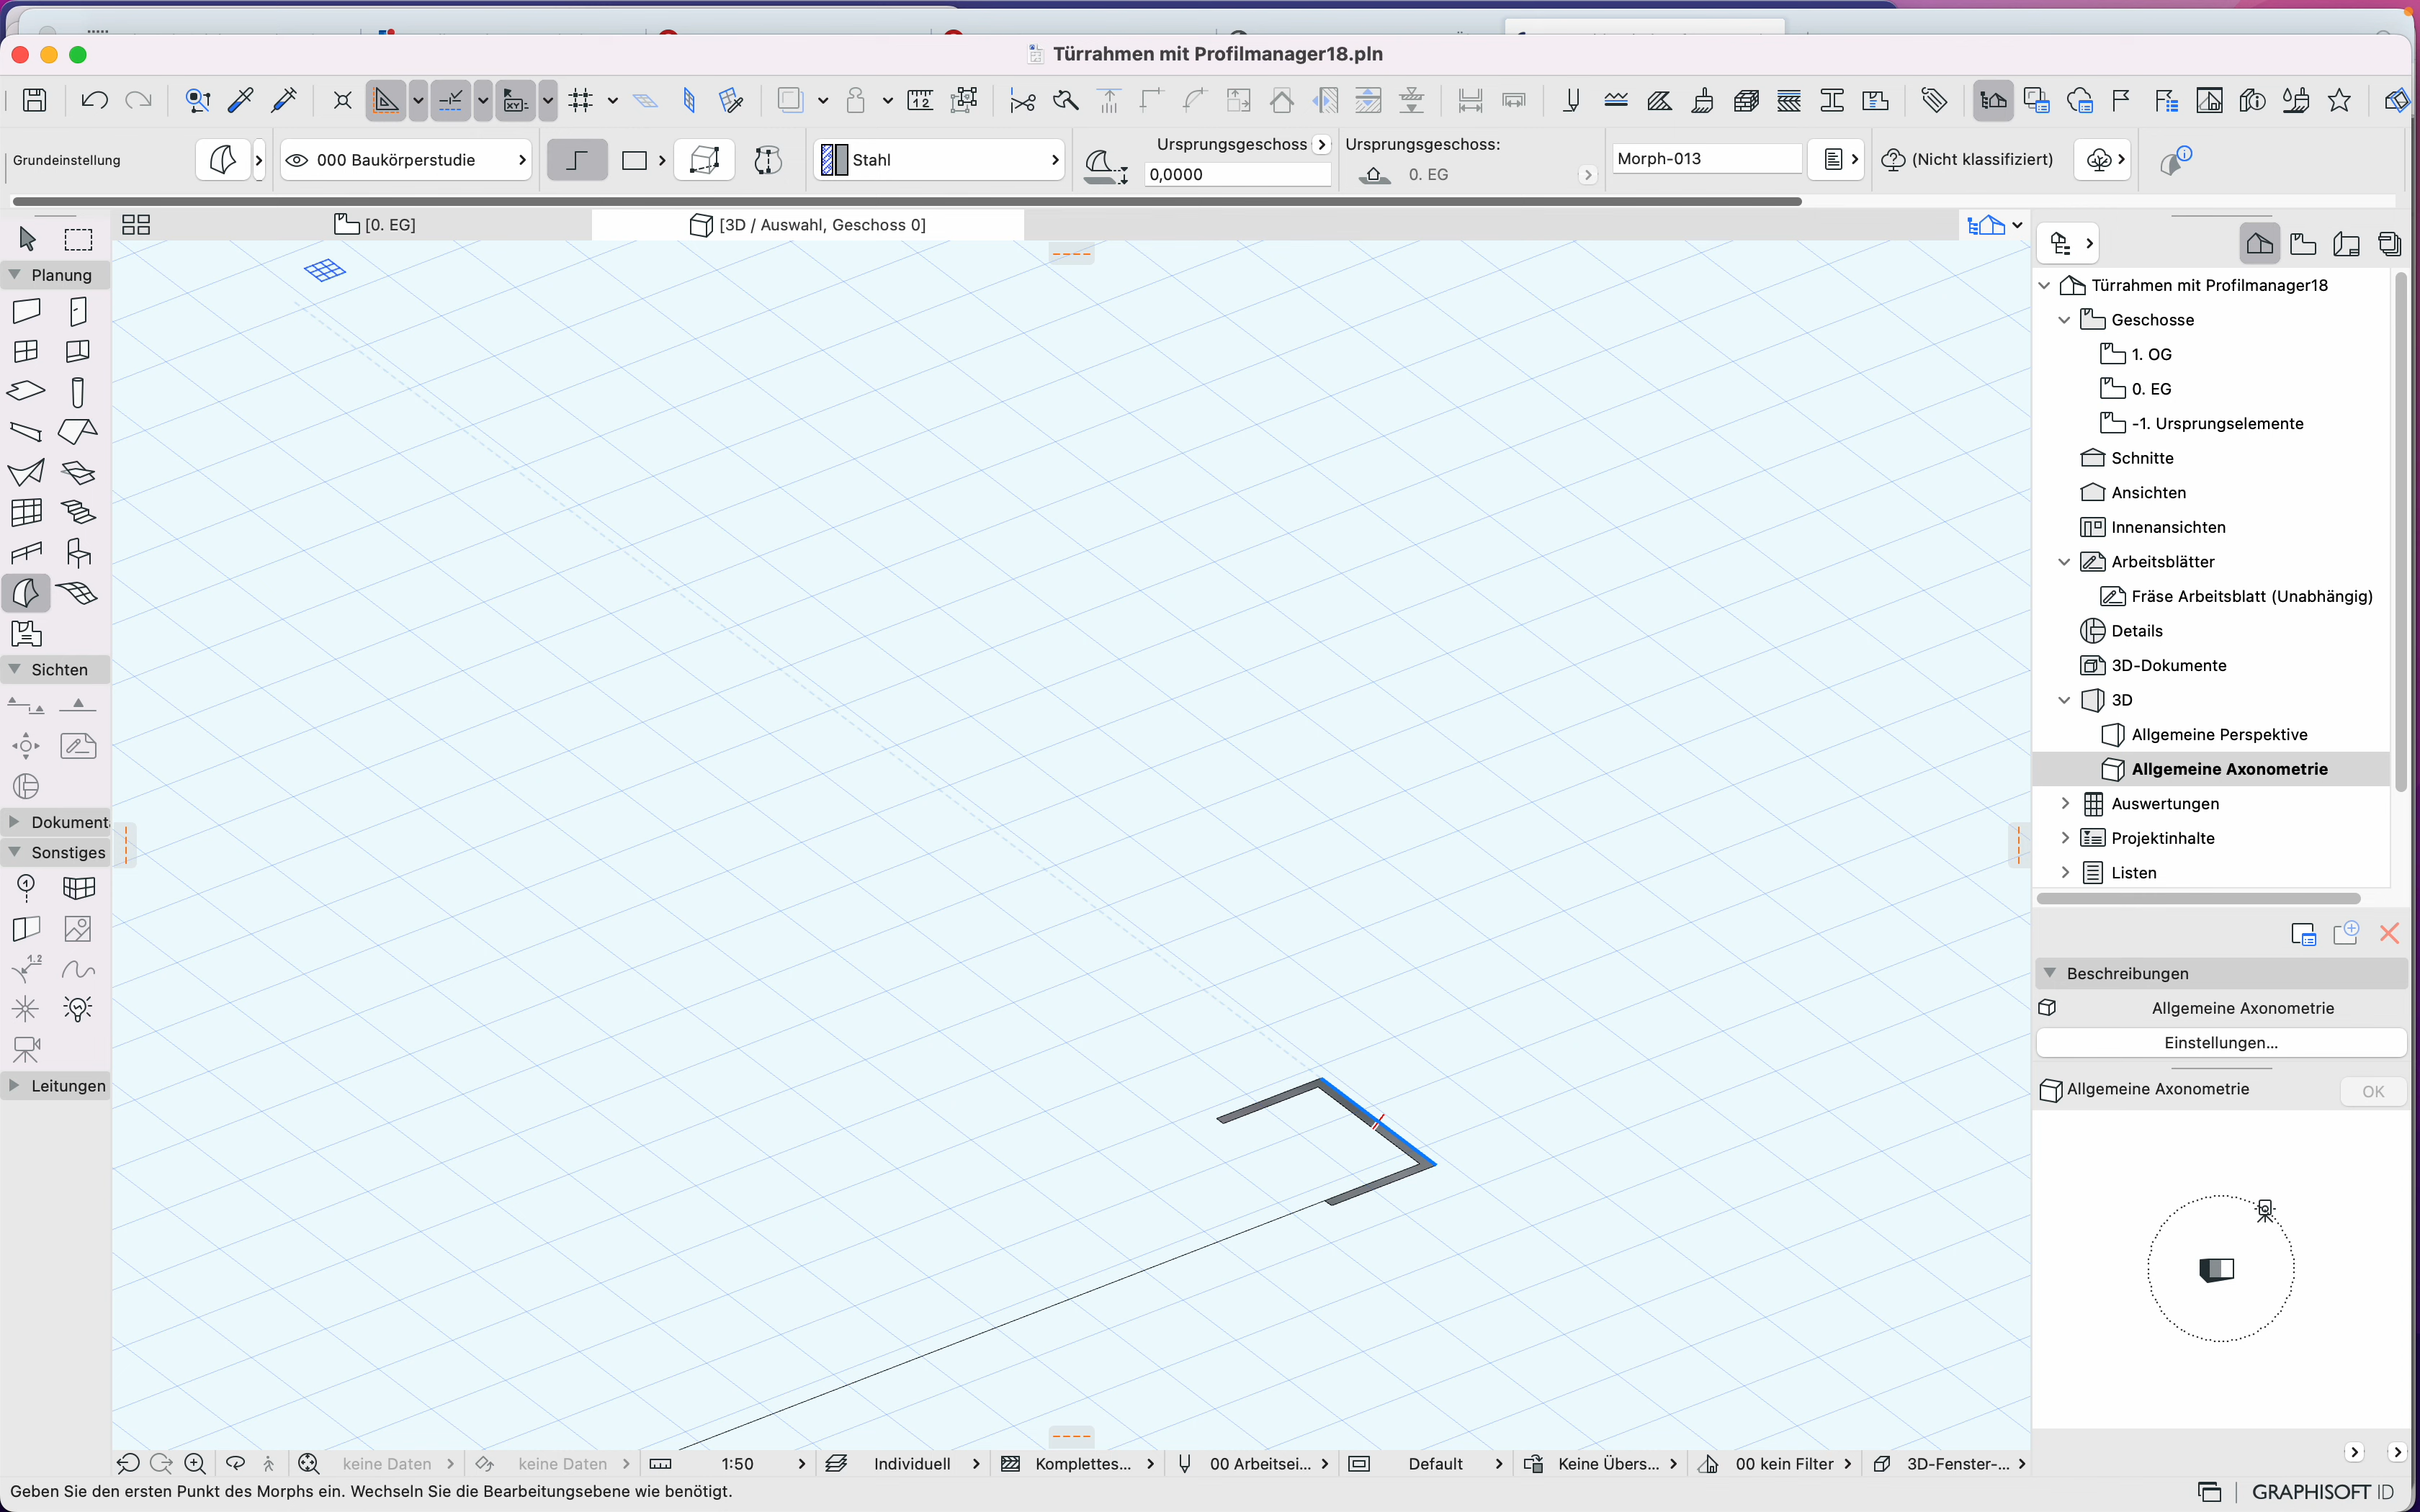 Türrahmen mit Profilmanager18.pln
Grundeinstellung
000 Baukörperstudie
Stahl
Ursprungsgeschoss
0,0000
Ursprungsgeschoss:
0. EG
Morph-013
(Nicht klassifiziert)
[0. EG]
[3D / Auswahl, Geschoss 0]
Planung
Sichten
Dokument
Sonstiges
1.2
Leitungen
Türrahmen mit Profilmanager18
Geschosse
1. OG
0. EG
-1. Ursprungselemente
Schnitte
Ansichten
Innenansichten
Arbeitsblätter
Fräse Arbeitsblatt (Unabhängig)
Details
3D-Dokumente
3D
Allgemeine Perspektive
Allgemeine Axonometrie
Auswertungen
Projektinhalte
Listen
Beschreibungen
Allgemeine Axonometrie
Einstellungen...
Allgemeine Axonometrie
OK
keine Daten
keine Daten
1:50
Individuell
Komplettes...
00 Arbeitsei...
Default
Keine Übers...
00 kein Filter
3D-Fenster-...
Geben Sie den ersten Punkt des Morphs ein. Wechseln Sie die Bearbeitungsebene wie benötigt.
GRAPHISOFT ID